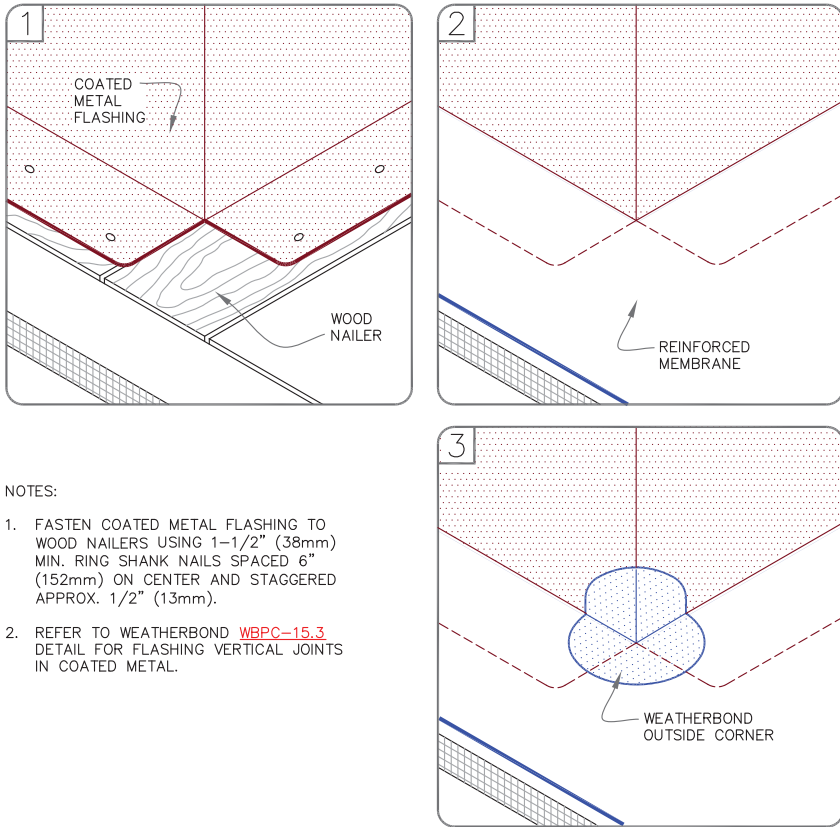 1
COATED
METAL
FLASHING
WOOD
NAILER
2
REINFORCED
MEMBRANE
3
WEATHERBOND
OUTSIDE CORNER
NOTES:
1. FASTEN COATED METAL FLASHING TO
WOOD NAILERS USING 1-1/2" (38mm)
MIN. RING SHANK NAILS SPACED 6"
(152mm) ON CENTER AND STAGGERED
APPROX. 1/2" (13mm).
2. REFER TO WEATHERBOND WBPC-15.3
DETAIL FOR FLASHING VERTICAL JOINTS
IN COATED METAL.